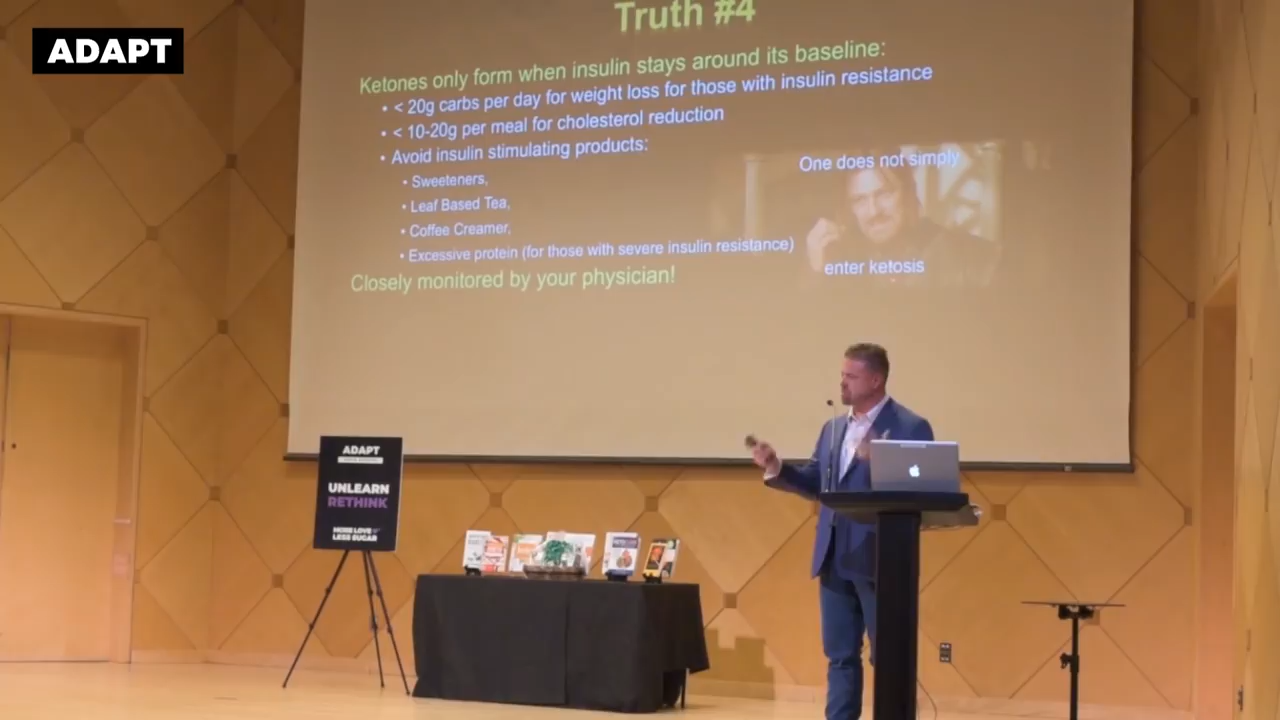 ADAPT
Truth #4
Ketones only form when insulin stays around its baseline:
• < 20g carbs per day for weight loss for those with insulin resistance
• < 10-20g per meal for cholesterol reduction
• Avoid insulin stimulating products:
• Sweeteners,
• Leaf Based Tea,
• Coffee Creamer,
• Excessive protein (for those with severe insulin resistance)
Closely monitored by your physician!
One does not simply
enter ketosis
ADAPT
UNLEARN
RETHINK
MORE LOVE
LESS SUGAR